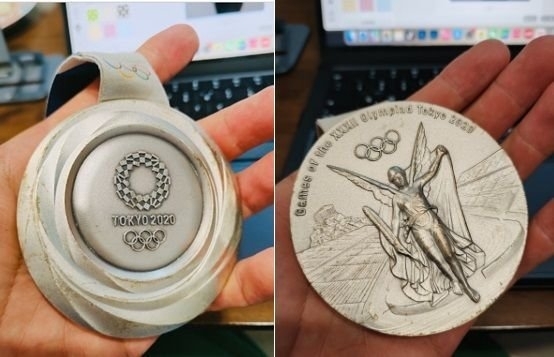 TOKYO 2020
Games of the XXXII Olympiad Tokyo 2020